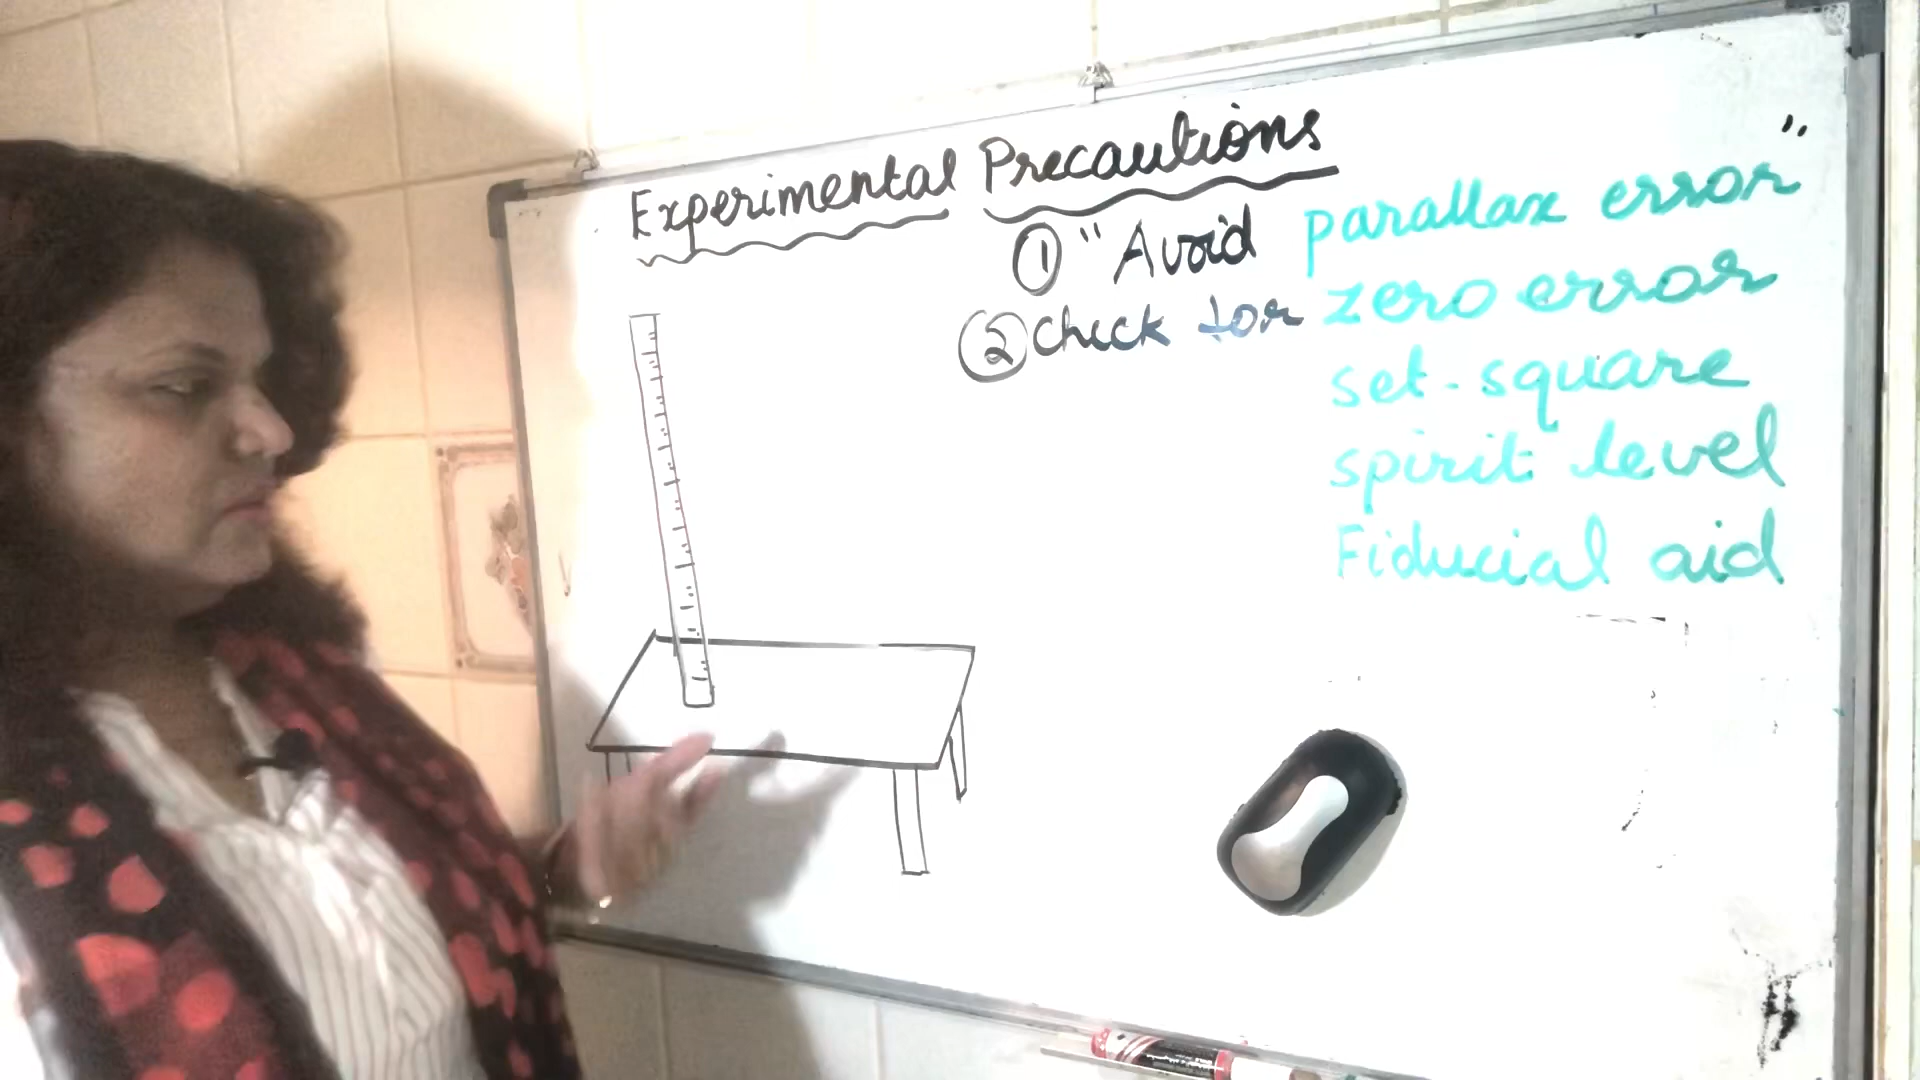 Experimental Precautions
① "Avoid parallax error"
② Check for zero error
set-square
spirit level
Fiducial aid